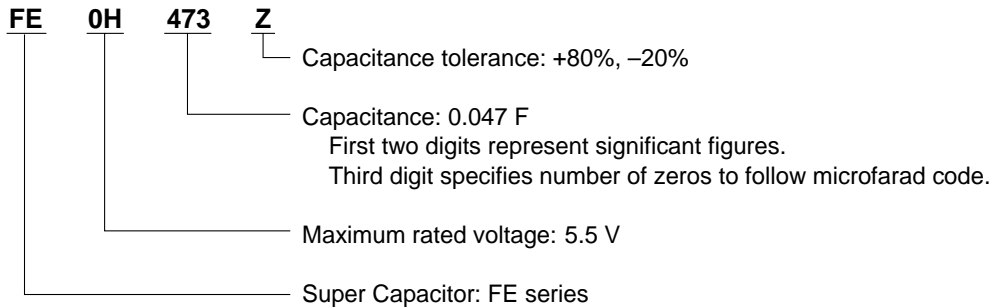 FE 0H 473 Z
Capacitance tolerance: +80%, –20%
Capacitance: 0.047 F
First two digits represent significant figures.
Third digit specifies number of zeros to follow microfarad code.
Maximum rated voltage: 5.5 V
Super Capacitor: FE series